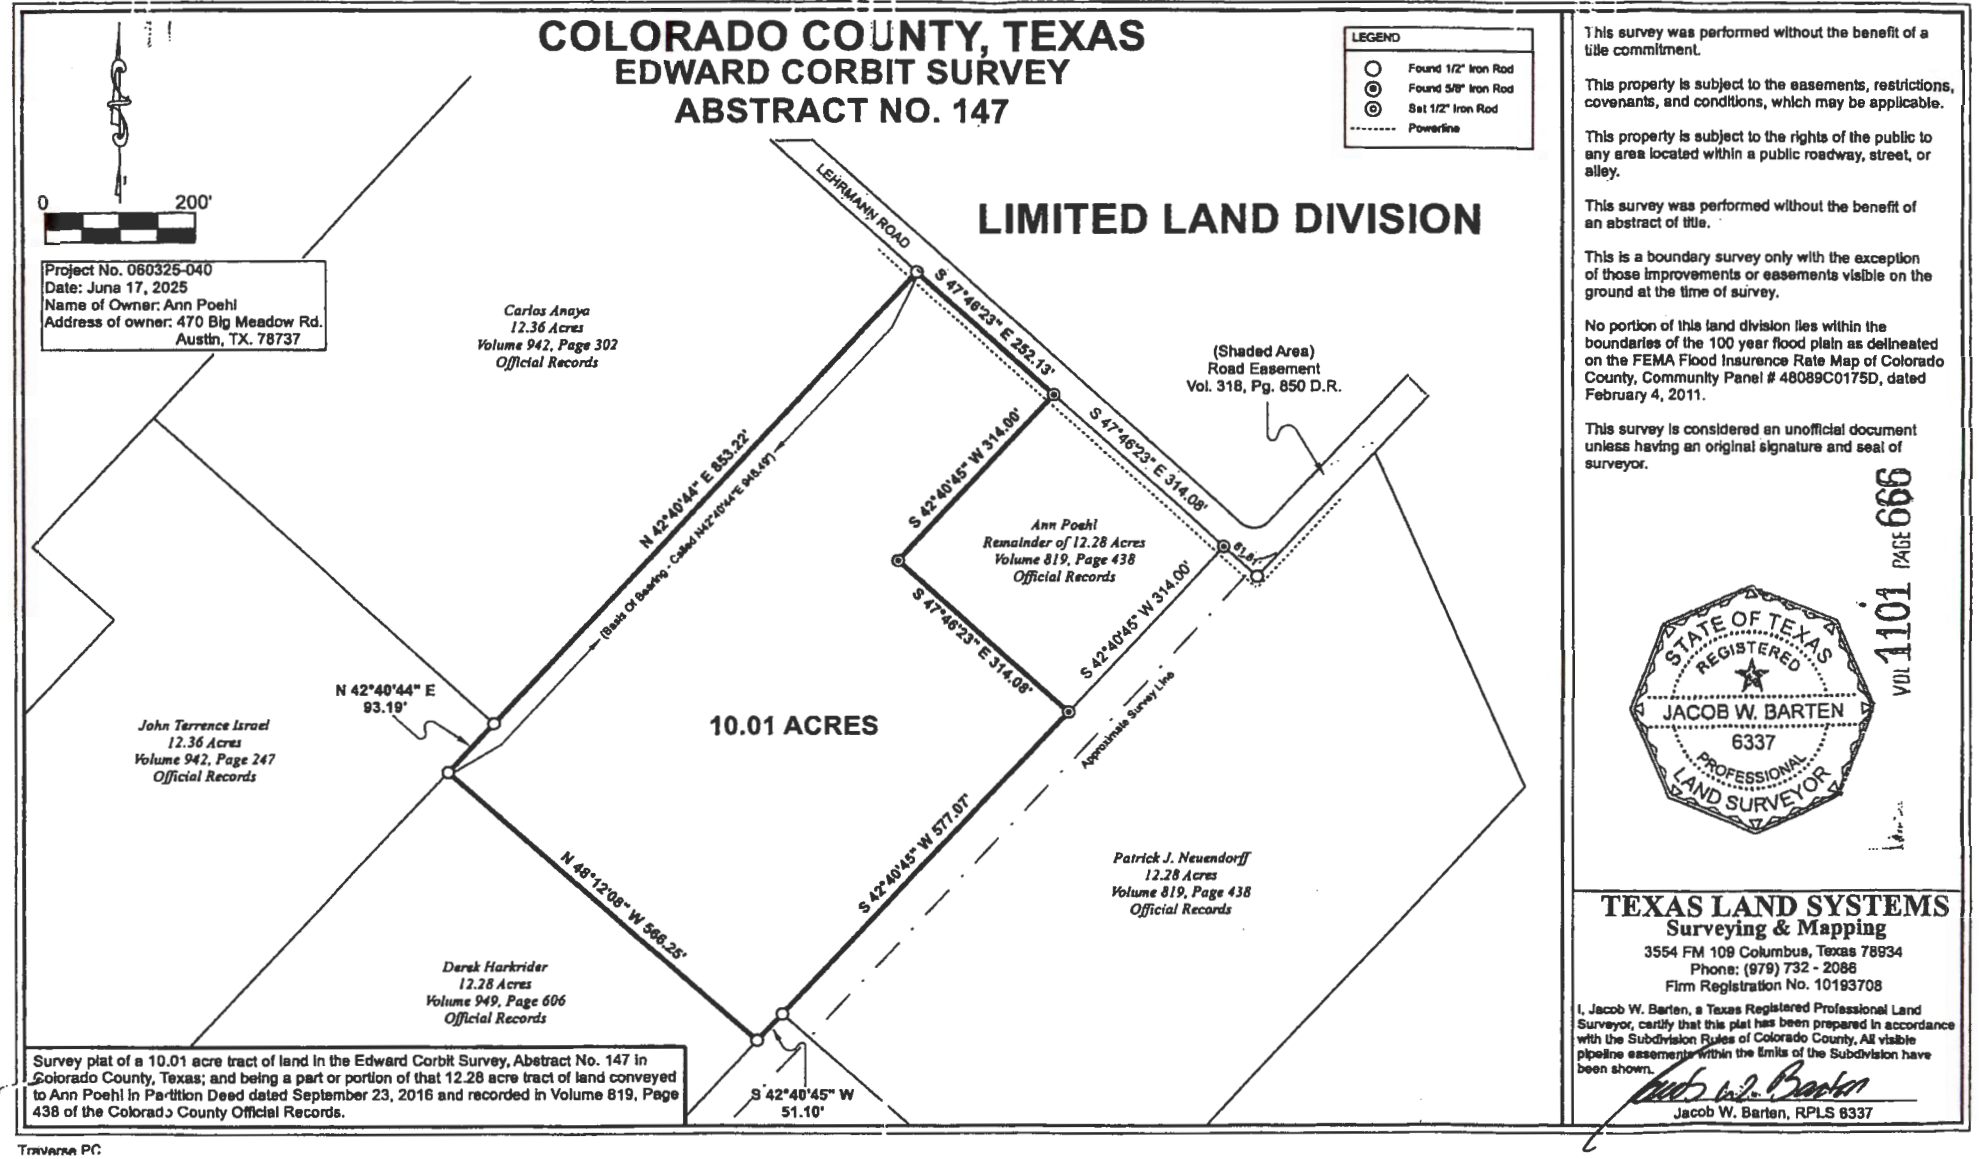 COLORADO COUNTY, TEXAS
EDWARD CORBIT SURVEY
ABSTRACT NO. 147
LEGEND
Found 1/2" Iron Rod
Found 5/8" Iron Rod
Set 1/2" Iron Rod
Powerline
LIMITED LAND DIVISION
0 200'
Project No. 060325-040
Date: June 17, 2025
Name of Owner: Ann Poehl
Address of owner: 470 Big Meadow Rd.
Austin, TX. 78737
LEHRMANN ROAD
Carlos Anaya
12.36 Acres
Volume 942, Page 302
Official Records
S 47°46'23" E 252.13'
(Shaded Area)
Road Easement
Vol. 318, Pg. 850 D.R.
S 47°46'23" E 314.08'
N 42°40'44" E 853.22'
(Basis Of Bearing - Called N42°40'44"E 946.49')
S 42°40'45" W 314.00'
Ann Poehl
Remainder of 12.28 Acres
Volume 819, Page 438
Official Records
61.81'
S 42°40'45" W 314.00'
S 47°46'23" E 314.08'
N 42°40'44" E
93.19'
John Terrence Israel
12.36 Acres
Volume 942, Page 247
Official Records
10.01 ACRES
Approximate Survey Line
S 42°40'45" W 577.07'
N 48°12'08" W 566.25'
Patrick J. Neuendorff
12.28 Acres
Volume 819, Page 438
Official Records
Derek Harkrider
12.28 Acres
Volume 949, Page 606
Official Records
S 42°40'45" W
51.10'
Survey plat of a 10.01 acre tract of land in the Edward Corbit Survey, Abstract No. 147 in
Colorado County, Texas; and being a part or portion of that 12.28 acre tract of land conveyed
to Ann Poehl in Partition Deed dated September 23, 2016 and recorded in Volume 819, Page
438 of the Colorado County Official Records.
Traverse PC
This survey was performed without the benefit of a
title commitment.
This property is subject to the easements, restrictions,
covenants, and conditions, which may be applicable.
This property is subject to the rights of the public to
any area located within a public roadway, street, or
alley.
This survey was performed without the benefit of
an abstract of title.
This is a boundary survey only with the exception
of those improvements or easements visible on the
ground at the time of survey.
No portion of this land division lies within the
boundaries of the 100 year flood plain as delineated
on the FEMA Flood Insurence Rate Map of Colorado
County, Community Panel # 48089C0175D, dated
February 4, 2011.
This survey is considered an unofficial document
unless having an original signature and seal of
surveyor.
VOL 1101 PAGE 666
STATE OF TEXAS
REGISTERED
JACOB W. BARTEN
6337
PROFESSIONAL
LAND SURVEYOR
TEXAS LAND SYSTEMS
Surveying & Mapping
3554 FM 109 Columbus, Texas 78934
Phone: (979) 732 - 2086
Firm Registration No. 10193708
I, Jacob W. Barten, a Texas Registered Professional Land
Surveyor, certify that this plat has been prepared in accordance
with the Subdivision Rules of Colorado County, All visible
pipeline easements within the limits of the Subdivision have
been shown.
Jacob W. Barten
Jacob W. Barten, RPLS 6337